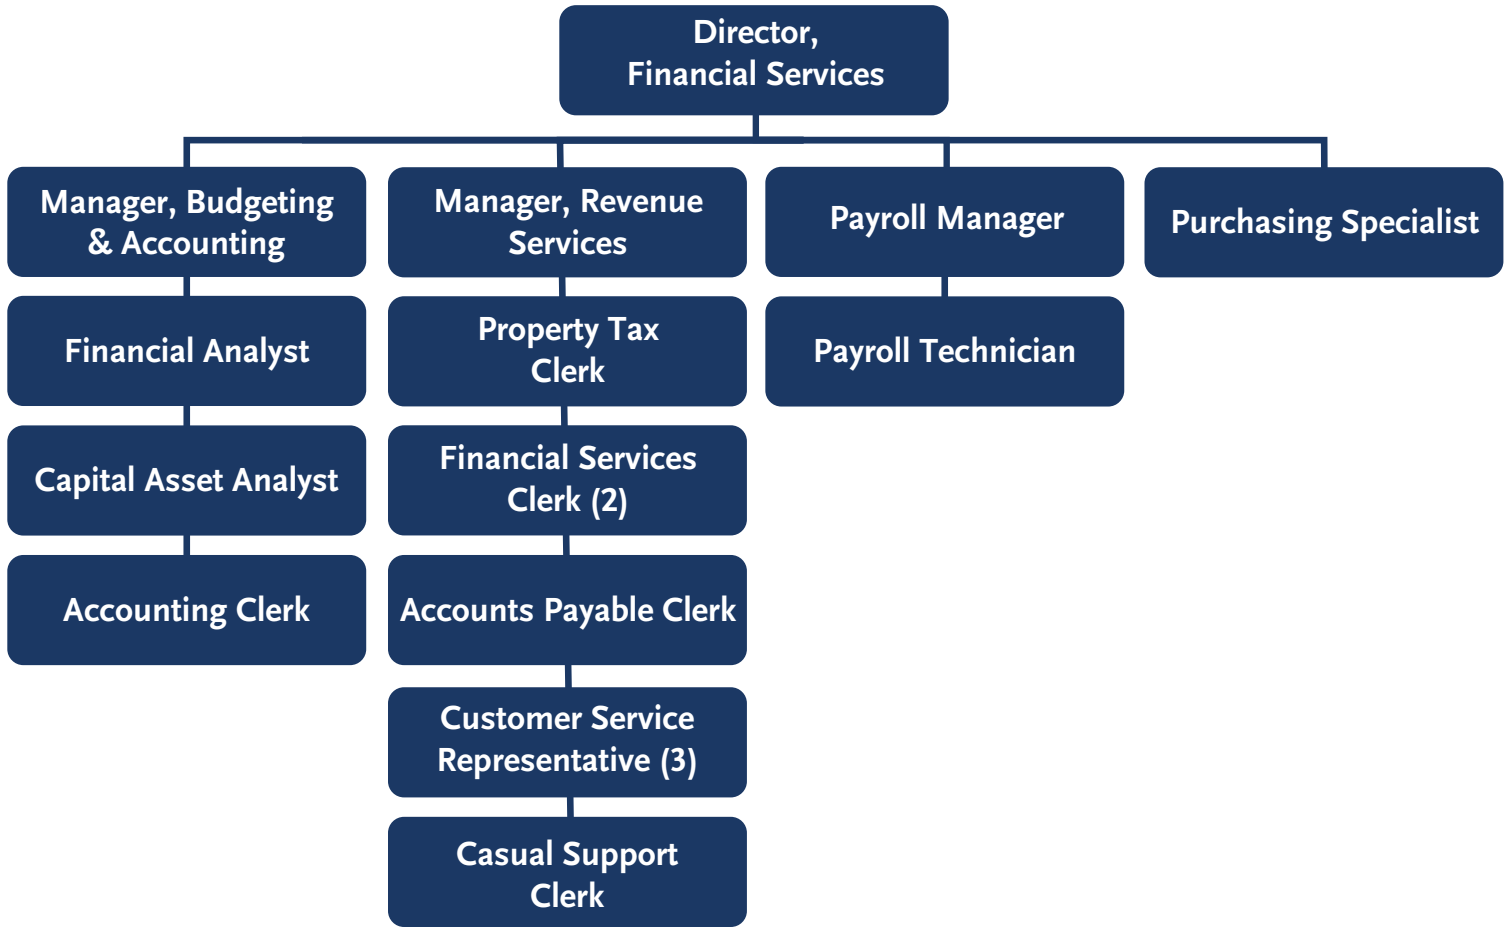 Director,
Financial Services
Manager, Budgeting
& Accounting
Manager, Revenue
Services
Payroll Manager
Purchasing Specialist
Financial Analyst
Property Tax
Clerk
Payroll Technician
Capital Asset Analyst
Financial Services
Clerk (2)
Accounting Clerk
Accounts Payable Clerk
Customer Service
Representative (3)
Casual Support
Clerk